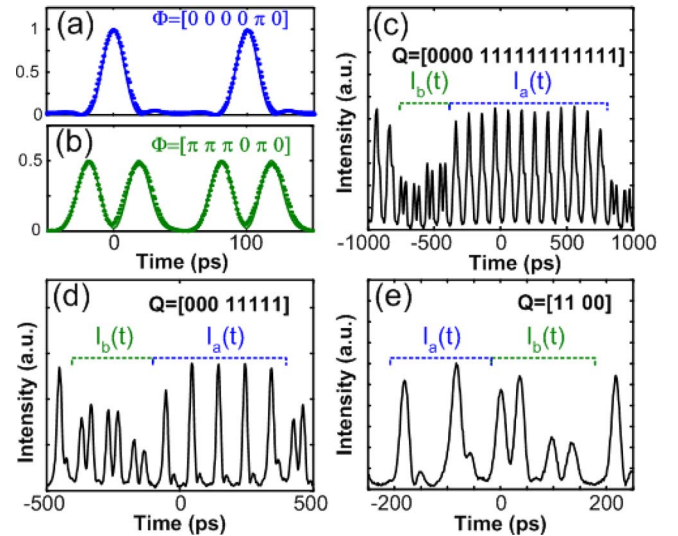 (a)
Φ=[0 0 0 0 π 0]
1
0.5
0
(b)
Φ=[π π π 0 π 0]
0.5
0
0
100
Time (ps)
(c)
Q=[0000 111111111111]
I_b(t)
I_a(t)
Intensity (a.u.)
-1000
-500
0
500
1000
Time (ps)
(d)
Q=[000 11111]
I_b(t)
I_a(t)
Intensity (a.u.)
-500
0
500
Time (ps)
(e)
Q=[11 00]
I_a(t)
I_b(t)
Intensity (a.u.)
-200
0
200
Time (ps)